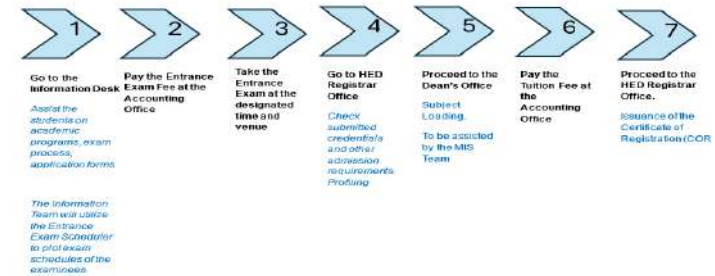 1
Go to the
Information Desk
Assist the
students on
academic
programs, exam
process,
application forms
The Information
Team will utilize
the Entrance
Exam Scheduler
to plot exam
schedules of the
examinees
2
Pay the Entrance
Exam Fee at the
Accounting
Office
3
Take the
Entrance
Exam at the
designated
time and
venue
4
Go to HED
Registrar
Office
Check
submitted
credentials
and other
admission
requirements
Profiling
5
Proceed to the
Dean's Office
Subject
Loading.
To be assisted
by the MIS
Team
6
Pay the
Tuition Fee at
the
Accounting
Office
7
Proceed to the
HED Registrar
Office.
Issuance of the
Certificate of
Registration (COR